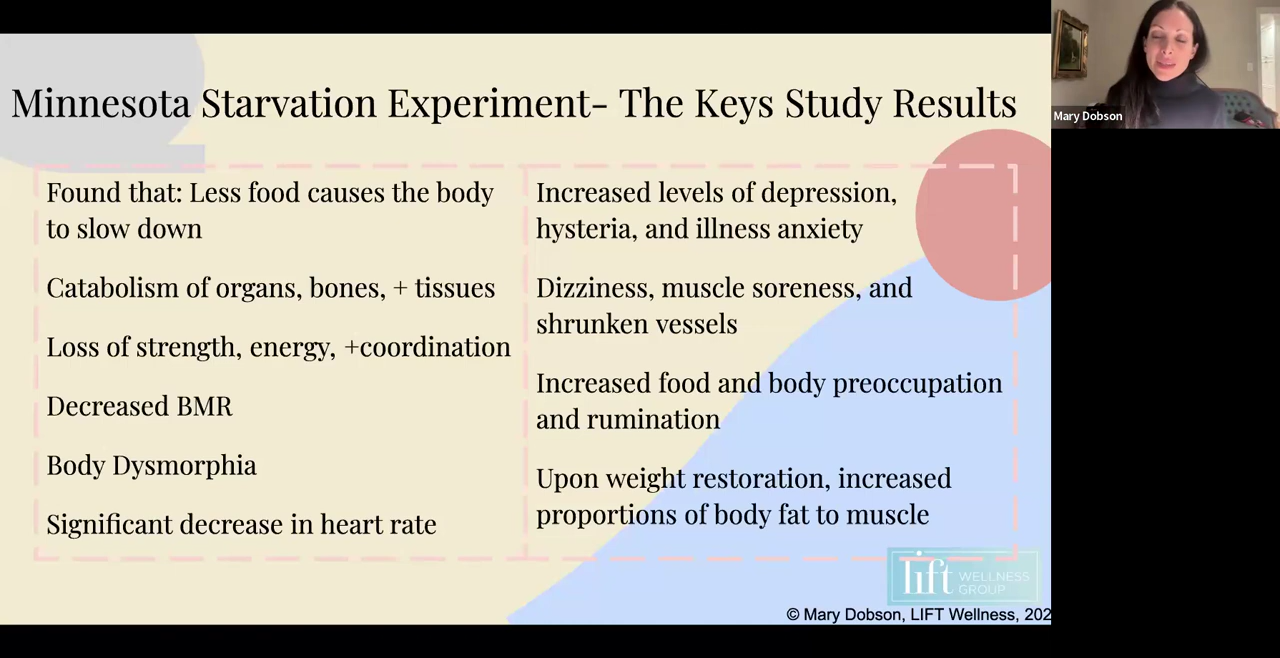 Minnesota Starvation Experiment- The Keys Study Results
Found that: Less food causes the body
to slow down
Catabolism of organs, bones, + tissues
Loss of strength, energy, +coordination
Decreased BMR
Body Dysmorphia
Significant decrease in heart rate
Increased levels of depression,
hysteria, and illness anxiety
Dizziness, muscle soreness, and
shrunken vessels
Increased food and body preoccupation
and rumination
Upon weight restoration, increased
proportions of body fat to muscle
lift WELLNESS
GROUP
© Mary Dobson, LIFT Wellness, 202
Mary Dobson